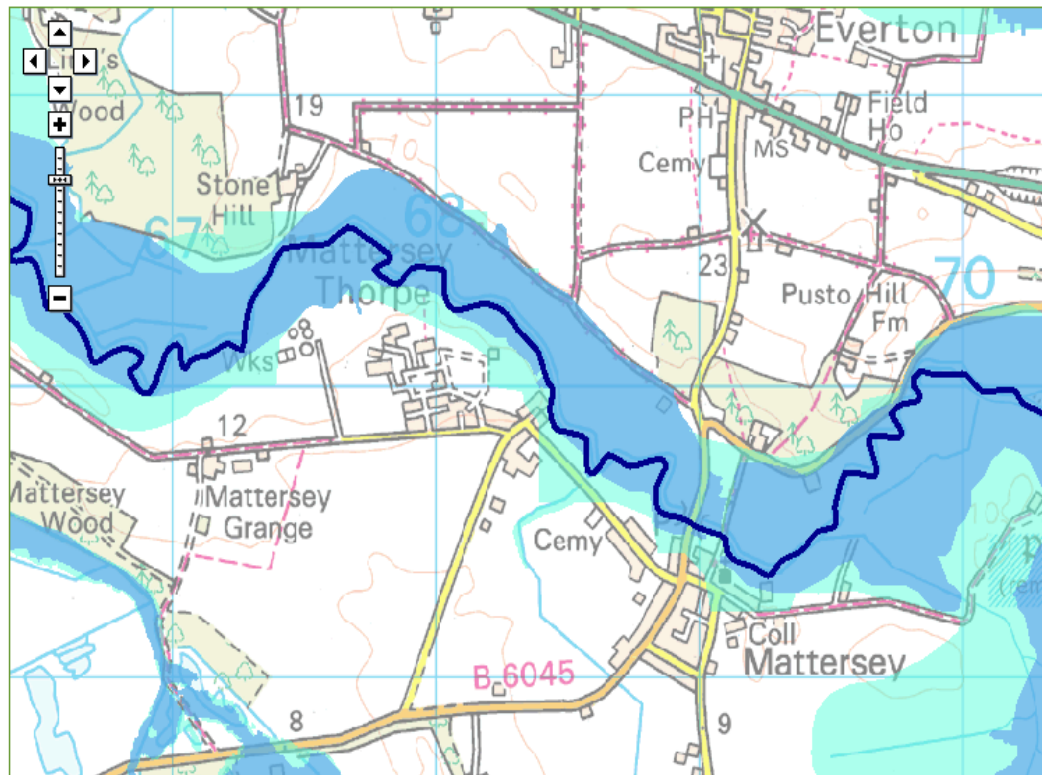 Everton
Wood
19
Field
Ho
PH
MS
Cemy
Stone
Hill
67
68
Mattersey
Thorpe
23
70
Pusto Hill
Fm
Wks
12
Mattersey
Wood
Mattersey
Grange
Cemy
Coll
Mattersey
B 6045
8
9